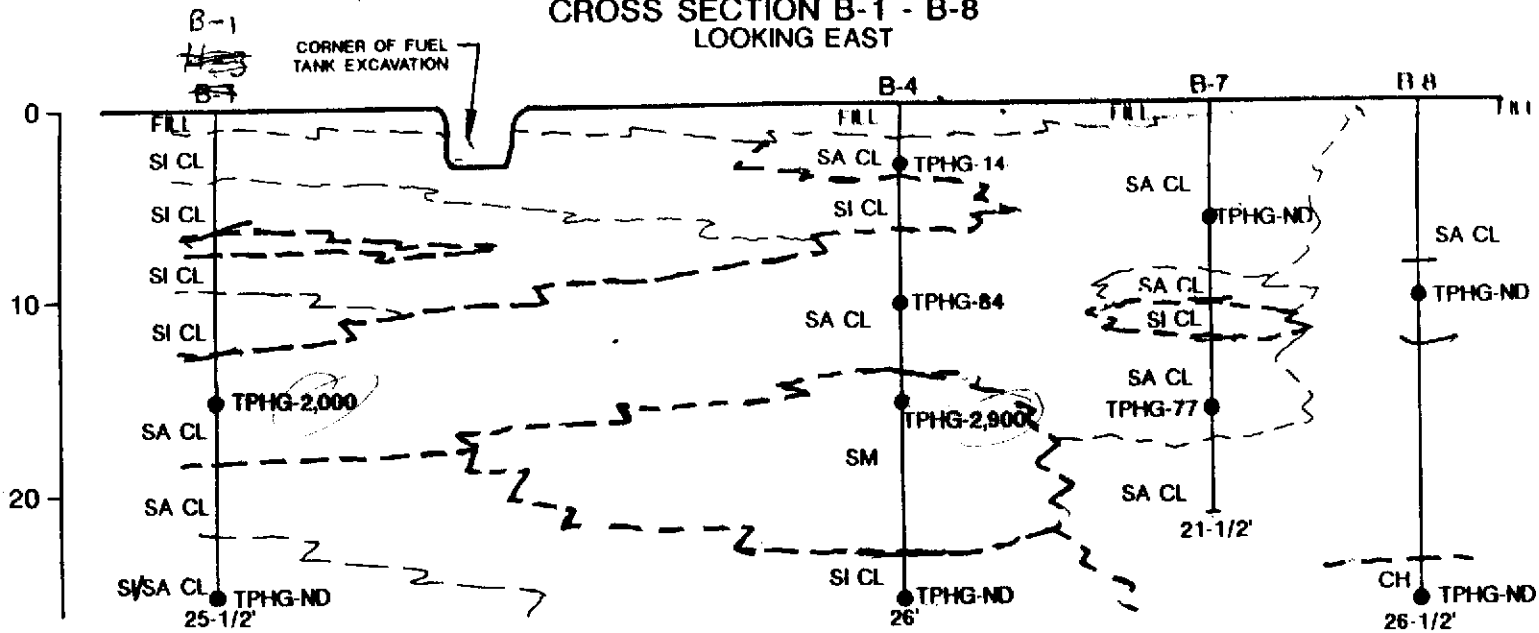 CROSS SECTION B-1 - B-8
LOOKING EAST
B-1
CORNER OF FUEL
TANK EXCAVATION
B-4
B-7
B-8
0
FILL
FILL
FILL
FILL
SI CL
SA CL
TPHG-14
SA CL
SI CL
SI CL
TPHG-ND
SA CL
SI CL
SA CL
TPHG-ND
10
TPHG-84
SI CL
SA CL
SI CL
TPHG-2,000
SA CL
TPHG-77
TPHG-2,900
SA CL
SM
20
SA CL
SA CL
21-1/2'
SI/SA CL
TPHG-ND
SI CL
TPHG-ND
CH
TPHG-ND
25-1/2'
26'
26-1/2'